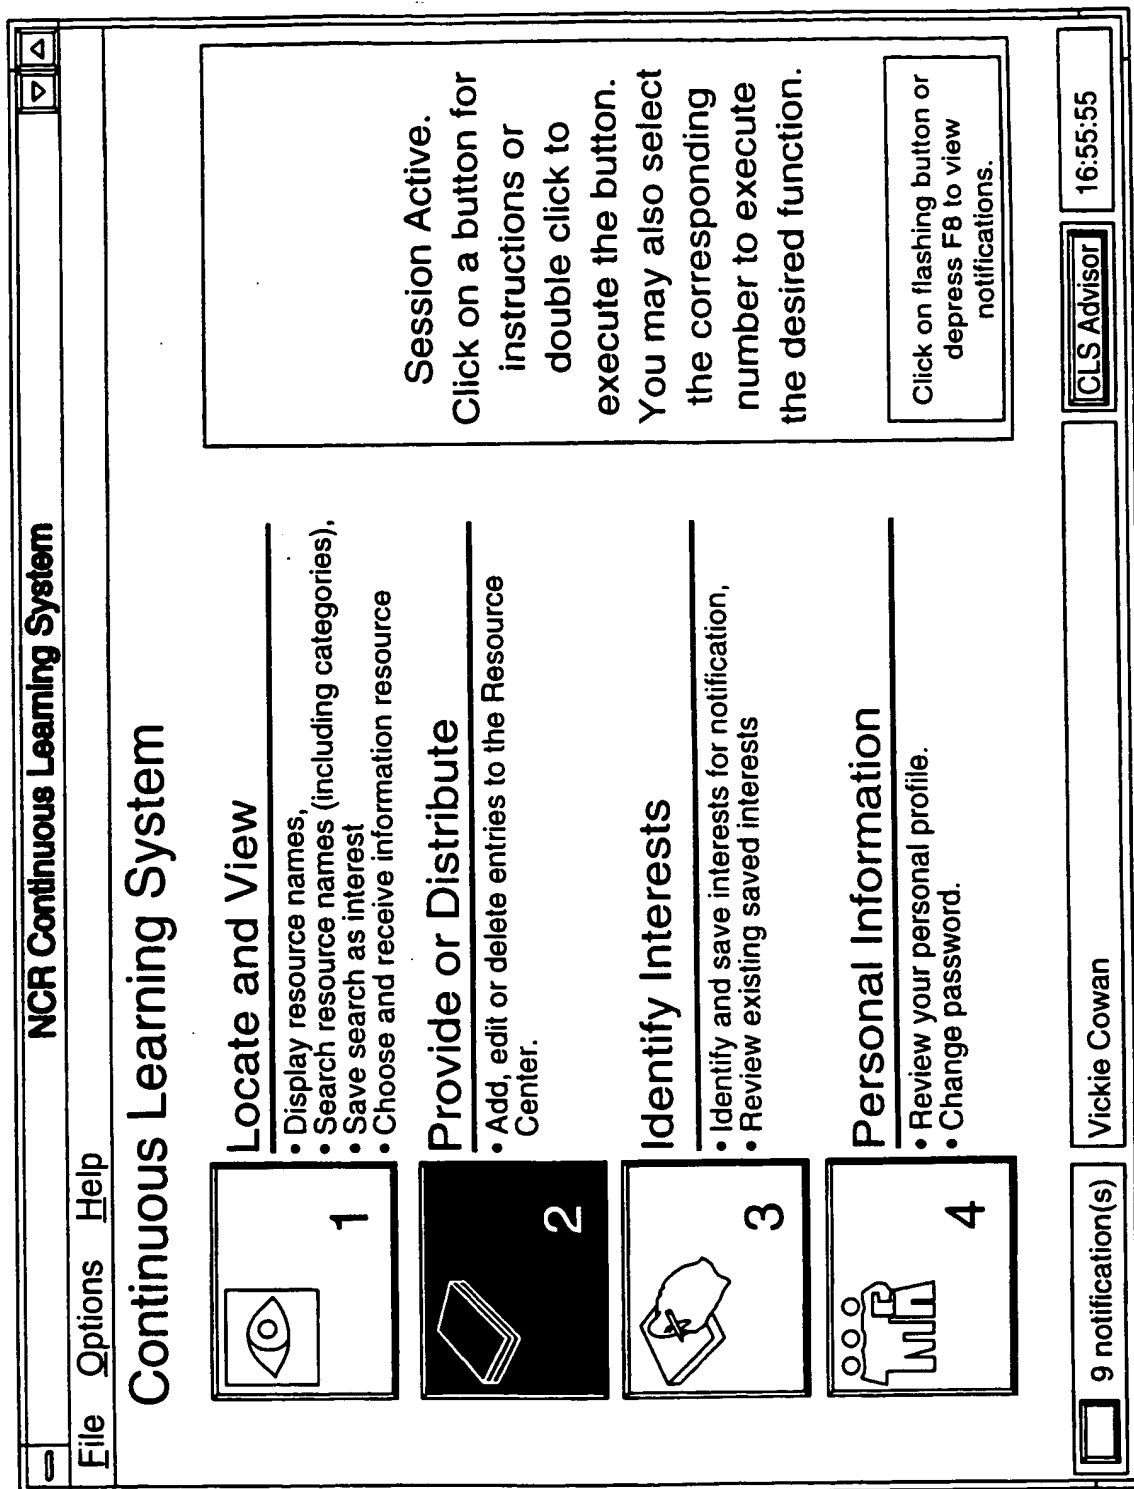 NCR Continuous Learning System
File Options Help
Continuous Learning System
1
Locate and View
• Display resource names,
• Search resource names (including categories),
• Save search as interest
• Choose and receive information resource
2
Provide or Distribute
• Add, edit or delete entries to the Resource
Center.
3
Identify Interests
• Identify and save interests for notification,
• Review existing saved interests
4
Personal Information
• Review your personal profile.
• Change password.
Session Active.
Click on a button for
instructions or
double click to
execute the button.
You may also select
the corresponding
number to execute
the desired function.
Click on flashing button or
depress F8 to view
notifications.
9 notification(s)
Vickie Cowan
CLS Advisor
16:55:55